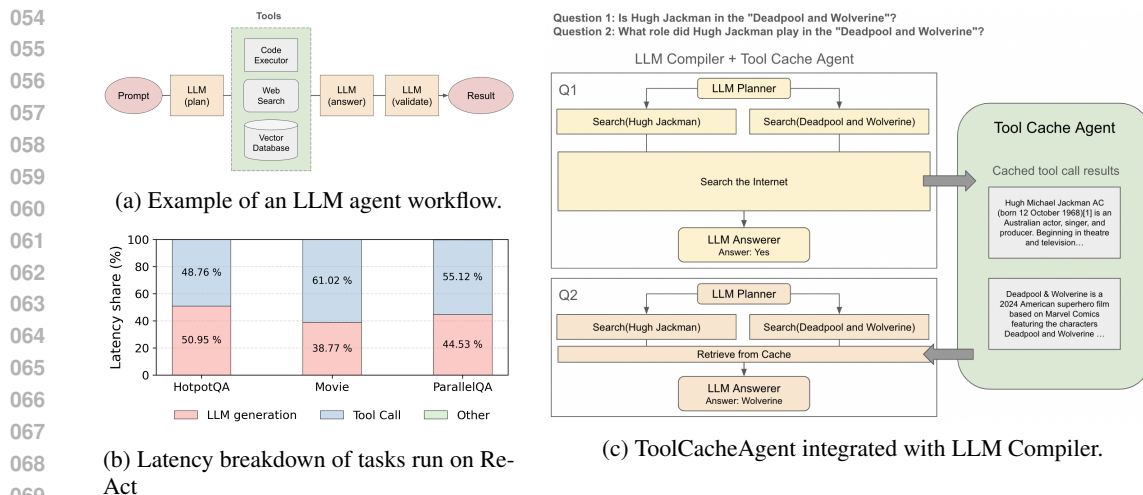 054
055
056
057
058
059
060
061
062
063
064
065
066
067
068
069
Tools
Prompt
LLM
(plan)
Code
Executor
Web
Search
Vector
Database
LLM
(answer)
LLM
(validate)
Result
(a) Example of an LLM agent workflow.
Latency share (%)
100
80
60
40
20
0
48.76 %
61.02 %
55.12 %
50.95 %
38.77 %
44.53 %
HotpotQA
Movie
ParallelQA
LLM generation
Tool Call
Other
(b) Latency breakdown of tasks run on Re-
Act
Question 1: Is Hugh Jackman in the "Deadpool and Wolverine"?
Question 2: What role did Hugh Jackman play in the "Deadpool and Wolverine"?
LLM Compiler + Tool Cache Agent
Q1
LLM Planner
Search(Hugh Jackman)
Search(Deadpool and Wolverine)
Search the Internet
LLM Answerer
Answer: Yes
Q2
LLM Planner
Search(Hugh Jackman)
Search(Deadpool and Wolverine)
Retrieve from Cache
LLM Answerer
Answer: Wolverine
Tool Cache Agent
Cached tool call results
Hugh Michael Jackman AC
(born 12 October 1968)[1] is an
Australian actor, singer, and
producer. Beginning in theatre
and television…
Deadpool & Wolverine is a
2024 American superhero film
based on Marvel Comics
featuring the characters
Deadpool and Wolverine …
(c) ToolCacheAgent integrated with LLM Compiler.